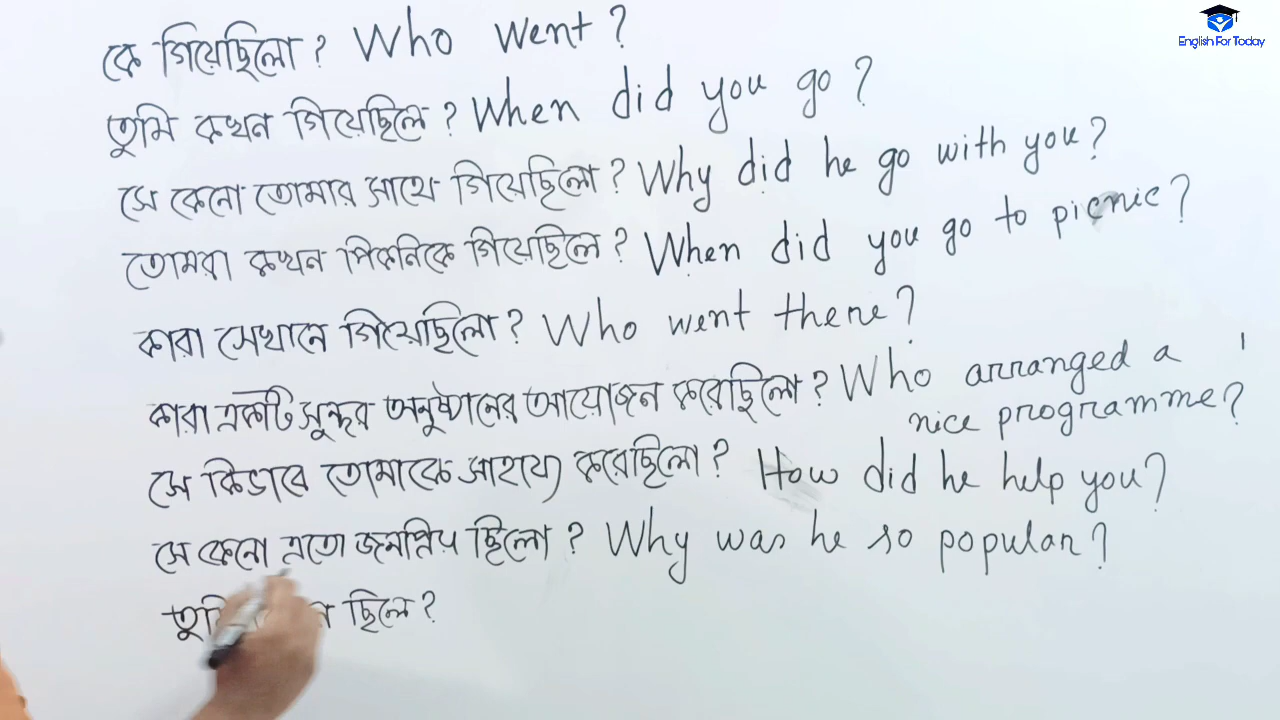 English For Today
কে গিয়েছিলো? Who went?
তুমি কখন গিয়েছিলে? When did you go?
সে কেনো তোমার সাথে গিয়েছিলো? Why did he go with you?
তোমরা কখন পিকনিকে গিয়েছিলে? When did you go to picnic?
কারা সেখানে গিয়েছিলো? Who went there?
কারা একটি সুন্দর অনুষ্ঠানের আয়োজন করেছিলো? Who arranged a
nice programme?
সে কিভাবে তোমাকে সাহায্য করেছিলো? How did he help you?
সে কেনো এতো জনপ্রিয় ছিলো? Why was he so popular?
ছিলে?